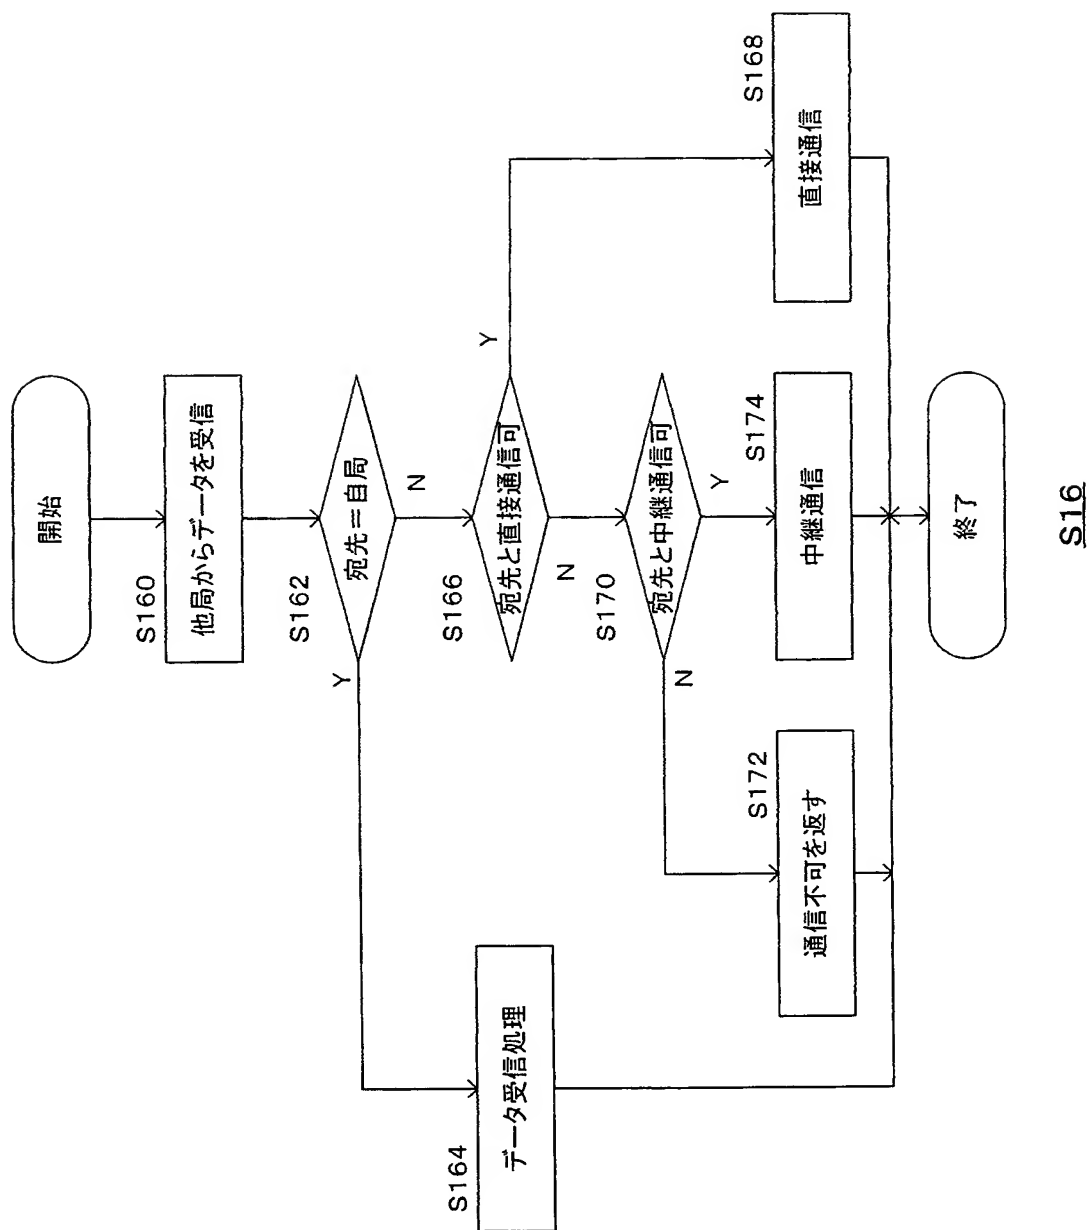 開始
S160
他局からデータを受信
S162
宛先=自局
Y
N
S164
データ受信処理
S166
宛先と直接通信可
Y
N
S168
直接通信
S170
宛先と中継通信可
N
Y
S172
通信不可を返す
S174
中継通信
終了
S16